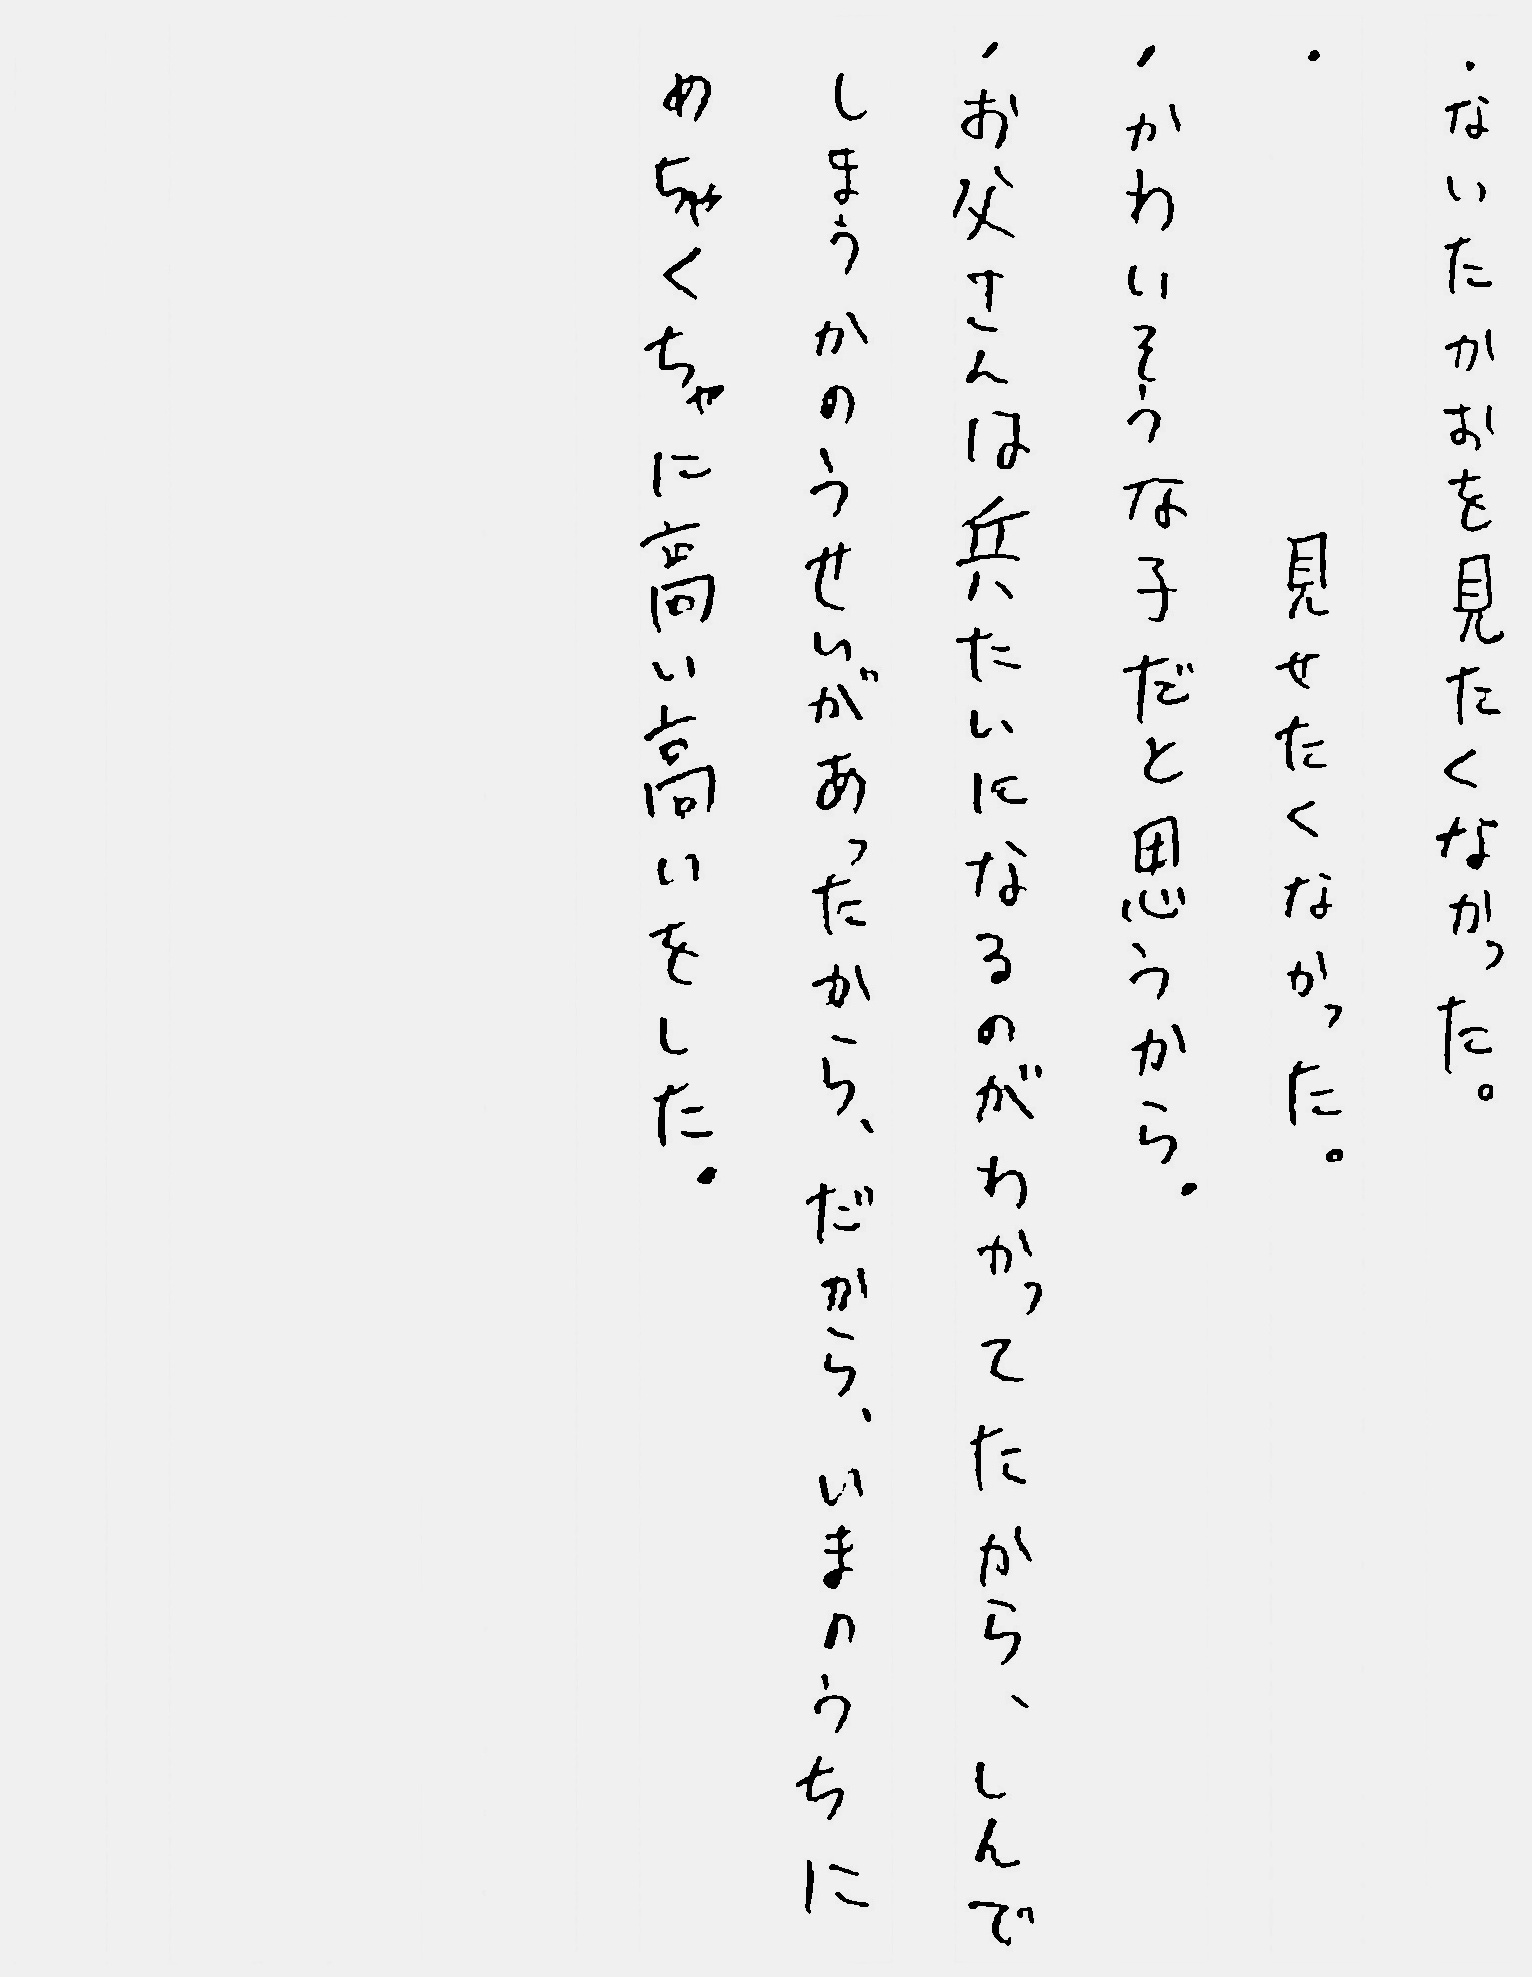 ・ないたかおを見たくなかった。
・見せたくなかった。
・かわいそうな子だと思うから.
・お父さんは兵たいになるのがわかってたから、しんで
しまうかのうせいがあったから、だから、いまのうちに
めちゃくちゃに高い高いをした.